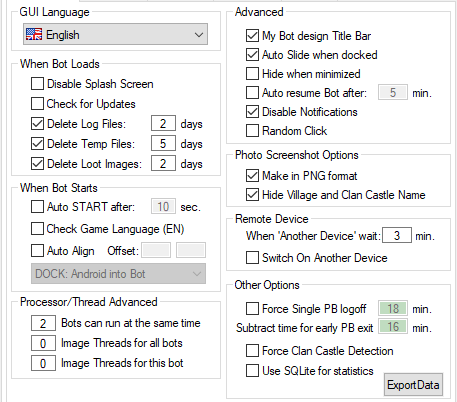 GUI Language
English
When Bot Loads
Disable Splash Screen
Check for Updates
Delete Log Files: 2 days
Delete Temp Files: 5 days
Delete Loot Images: 2 days
When Bot Starts
Auto START after: 10 sec.
Check Game Language (EN)
Auto Align Offset:
DOCK: Android into Bot
Processor/Thread Advanced
2 Bots can run at the same time
0 Image Threads for all bots
0 Image Threads for this bot
Advanced
My Bot design Title Bar
Auto Slide when docked
Hide when minimized
Auto resume Bot after: 5 min.
Disable Notifications
Random Click
Photo Screenshot Options
Make in PNG format
Hide Village and Clan Castle Name
Remote Device
When 'Another Device' wait: 3 min.
Switch On Another Device
Other Options
Force Single PB logoff 18 min.
Subtract time for early PB exit 16 min.
Force Clan Castle Detection
Use SQLite for statistics
ExportData